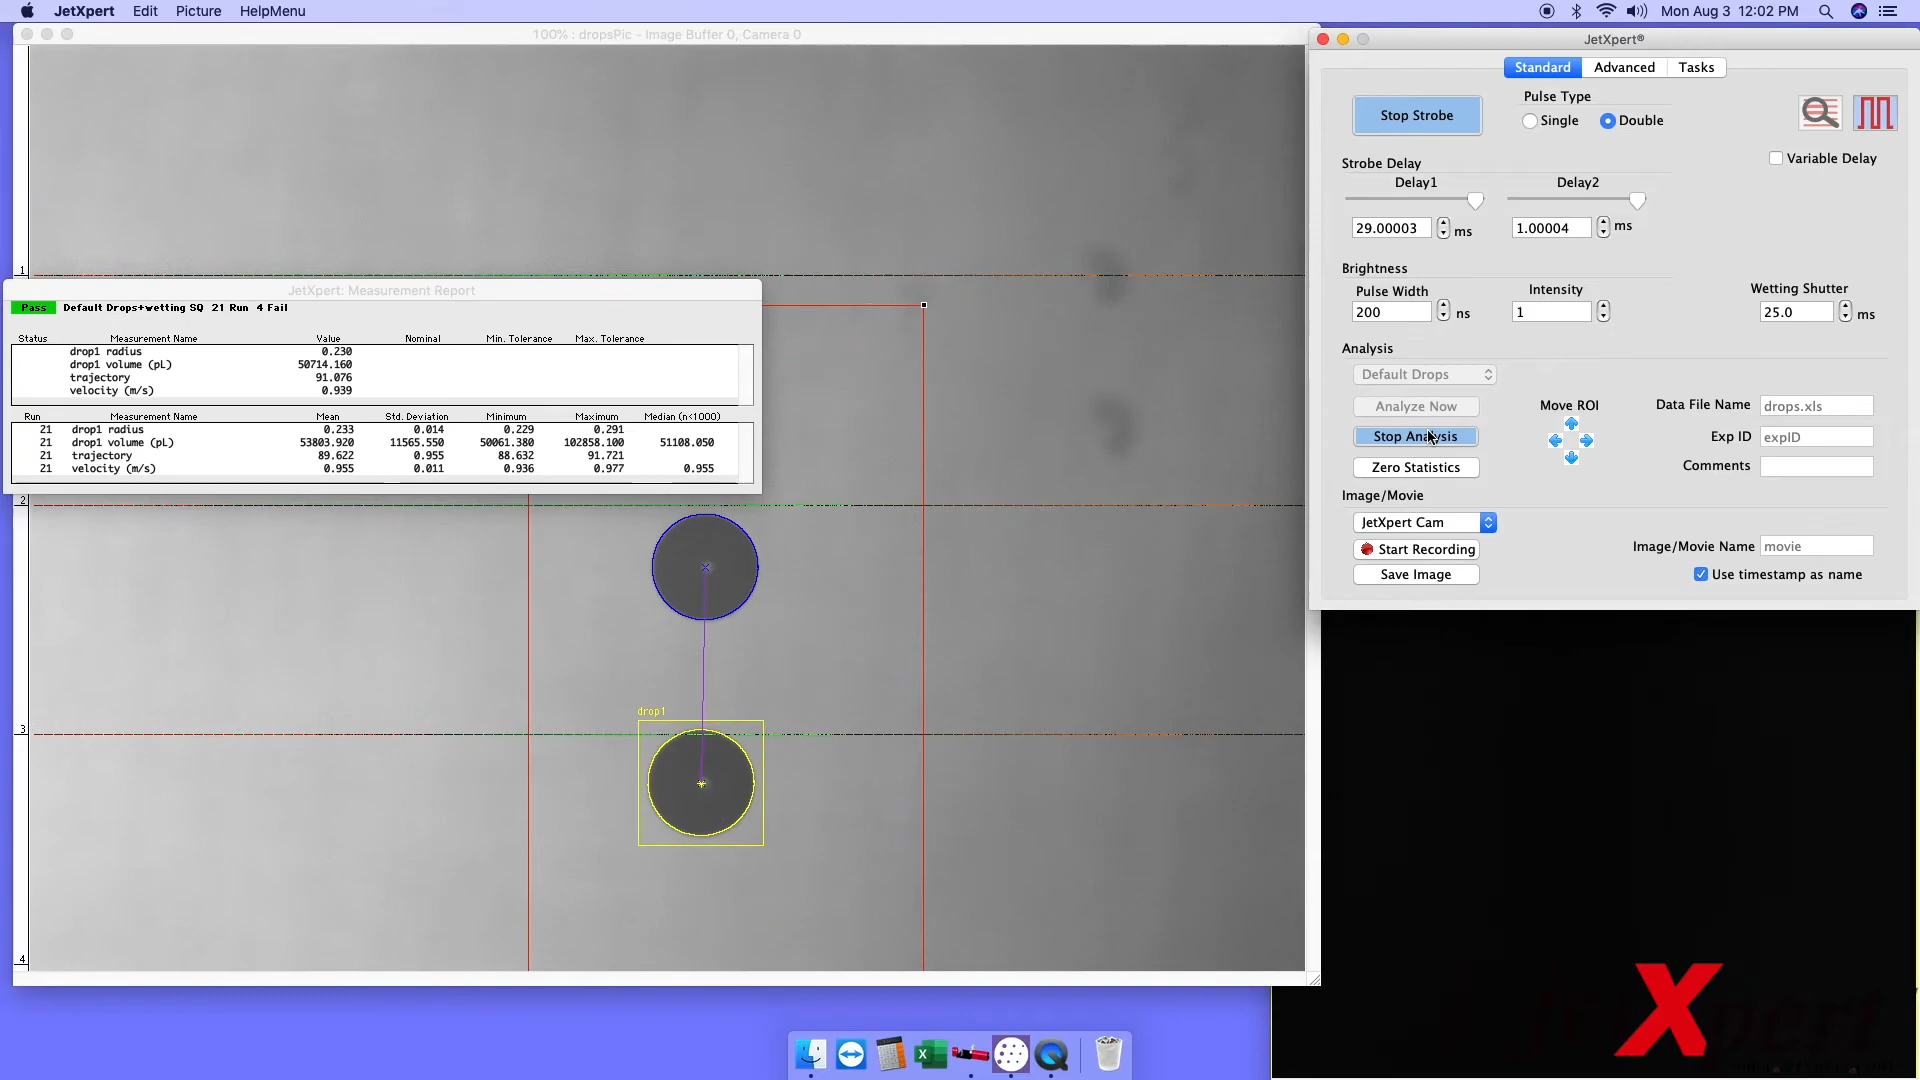 JetXpert Edit Picture HelpMenu Mon Aug 3 12:02 PM
100% : dropsPic - Image Buffer 0, Camera 0
1
2
3
4
JetXpert: Measurement Report
Pass Default Drops+wetting SQ 21 Run 4 Fail
Status Measurement Name Value Nominal Min. Tolerance Max. Tolerance
drop1 radius 0.230
drop1 volume (pL) 50714.160
trajectory 91.076
velocity (m/s) 0.939
Run Measurement Name Mean Std. Deviation Minimum Maximum Median (n<1000)
21 drop1 radius 0.233 0.014 0.229 0.291
21 drop1 volume (pL) 53803.920 11565.550 50061.380 102858.100 51108.050
21 trajectory 89.622 0.955 88.632 91.721
21 velocity (m/s) 0.955 0.011 0.936 0.977 0.955
drop1
JetXpert®
Standard Advanced Tasks
Stop Strobe
Pulse Type
Single Double
Variable Delay
Strobe Delay
Delay1 Delay2
29.00003 ms 1.00004 ms
Brightness
Pulse Width Intensity Wetting Shutter
200 ns 1 25.0 ms
Analysis
Default Drops
Analyze Now Move ROI Data File Name drops.xls
Stop Analysis Exp ID expID
Zero Statistics Comments
Image/Movie
JetXpert Cam
Start Recording Image/Movie Name movie
Save Image Use timestamp as name
X